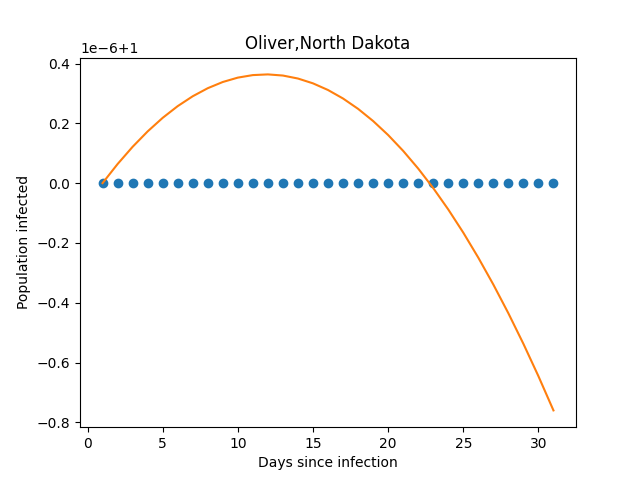 Oliver,North Dakota
1e−6+1
0.4
0.2
0.0
−0.2
−0.4
−0.6
−0.8
Population infected
0 5 10 15 20 25 30
Days since infection